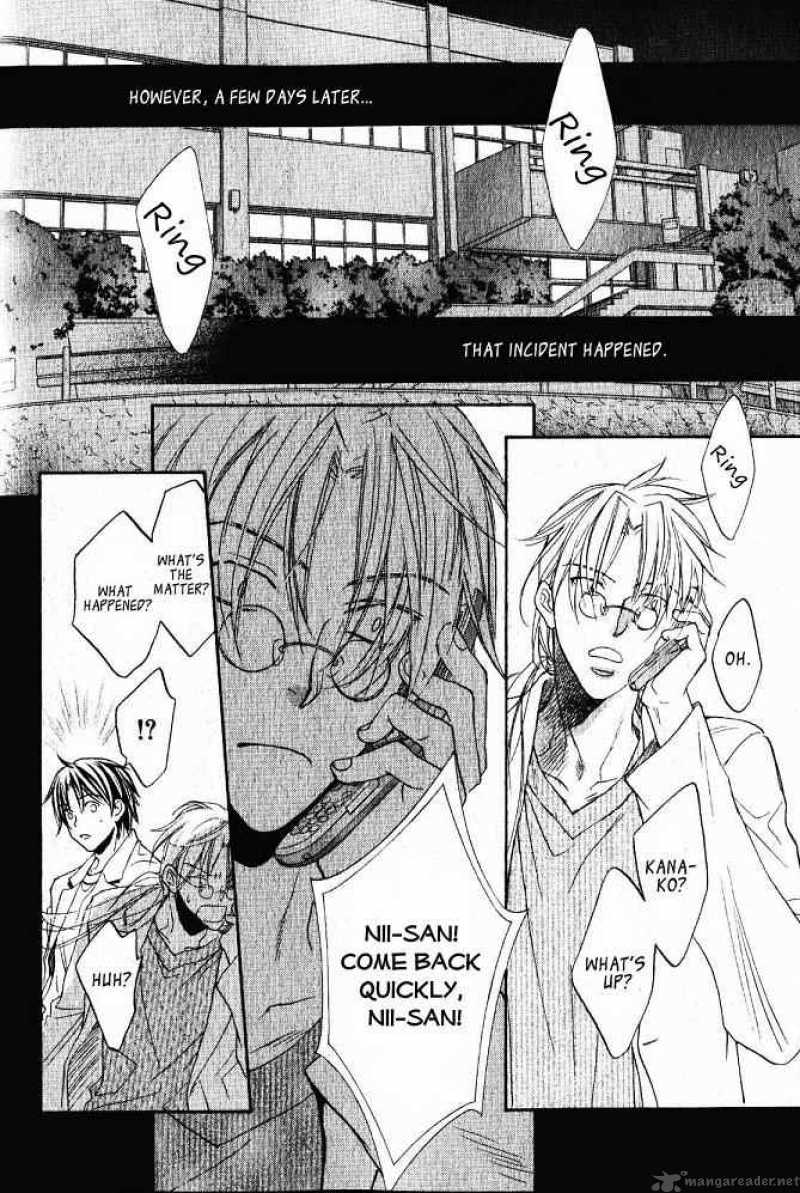 HOWEVER, A FEW DAYS LATER...
Ring
Ring
THAT INCIDENT HAPPENED.
Ring
OH.
KANA-
KO?
WHAT'S
UP?
NII-SAN!
COME BACK
QUICKLY,
NII-SAN!
WHAT'S
THE
MATTER?
WHAT
HAPPENED?
!?
HUH?
mangareader.net